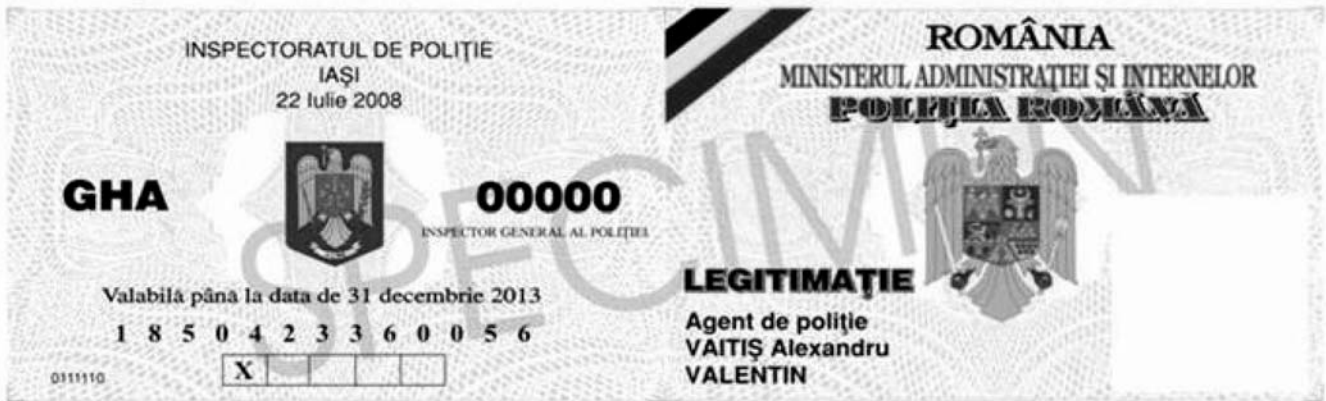 INSPECTORATUL DE POLIȚIE
IAȘI
22 Iulie 2008
GHA
00000
INSPECTOR GENERAL AL POLIȚIEI
Valabilă până la data de 31 decembrie 2013
1 8 5 0 4 2 3 3 6 0 0 5 6
X
0111110
ROMÂNIA
MINISTERUL ADMINISTRAȚIEI ȘI INTERNELOR
POLIȚIA ROMÂNĂ
LEGITIMAȚIE
Agent de poliție
VAITIȘ Alexandru
VALENTIN
SPECIMEN